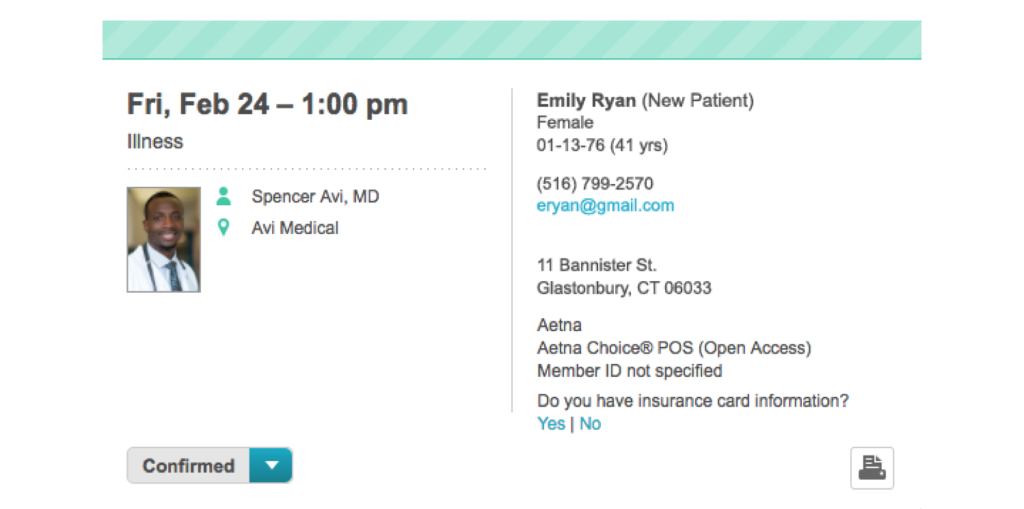 Fri, Feb 24 – 1:00 pm
Illness
Spencer Avi, MD
Avi Medical
Emily Ryan (New Patient)
Female
01-13-76 (41 yrs)
(516) 799-2570
eryan@gmail.com
11 Bannister St.
Glastonbury, CT 06033
Aetna
Aetna Choice® POS (Open Access)
Member ID not specified
Do you have insurance card information?
Yes | No
Confirmed